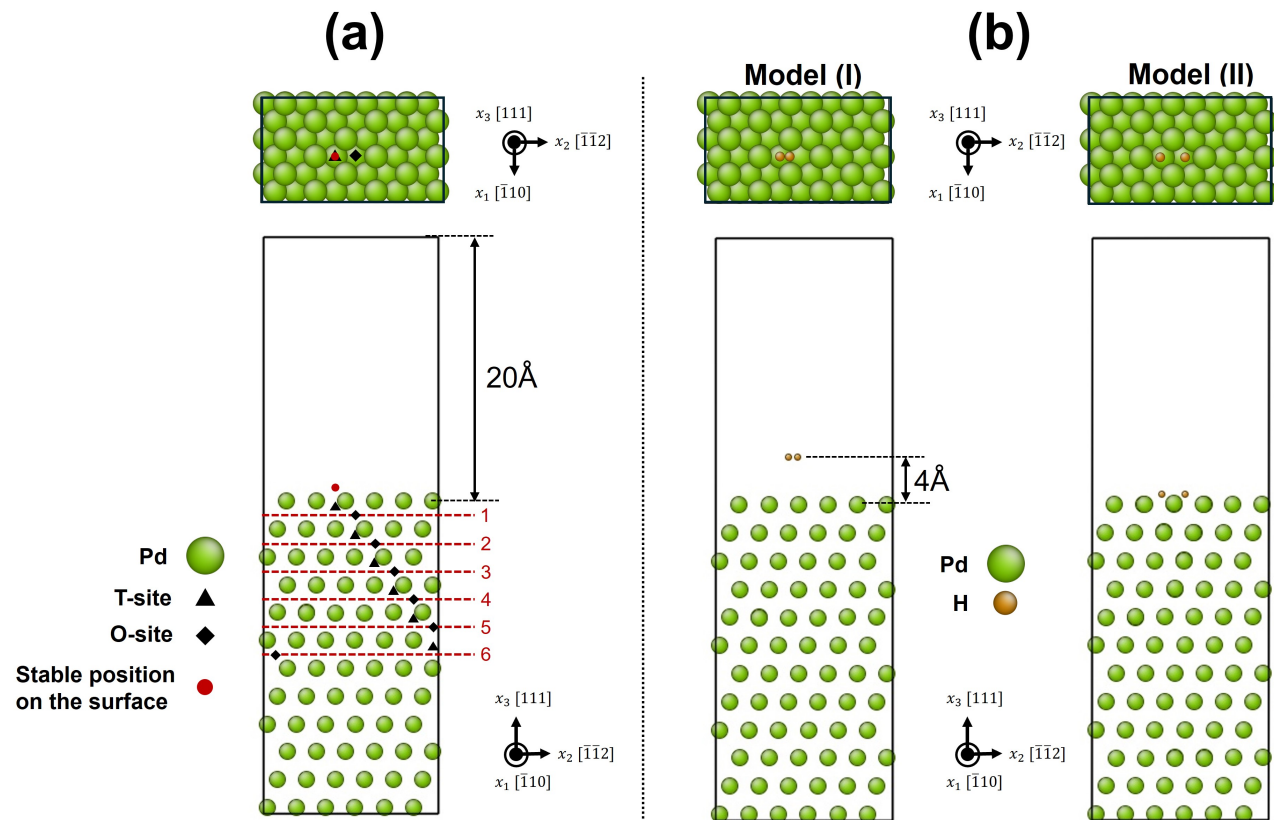 (a)
x₃ [111]
x₂ [1̅1̅2]
x₁ [1̅10]
20Å
1
2
3
4
5
6
Pd
T-site
O-site
Stable position
on the surface
x₃ [111]
x₂ [1̅1̅2]
x₁ [1̅10]
(b)
Model (I)
Model (II)
x₃ [111]
x₂ [1̅1̅2]
x₁ [1̅10]
4Å
Pd
H
x₃ [111]
x₂ [1̅1̅2]
x₁ [1̅10]